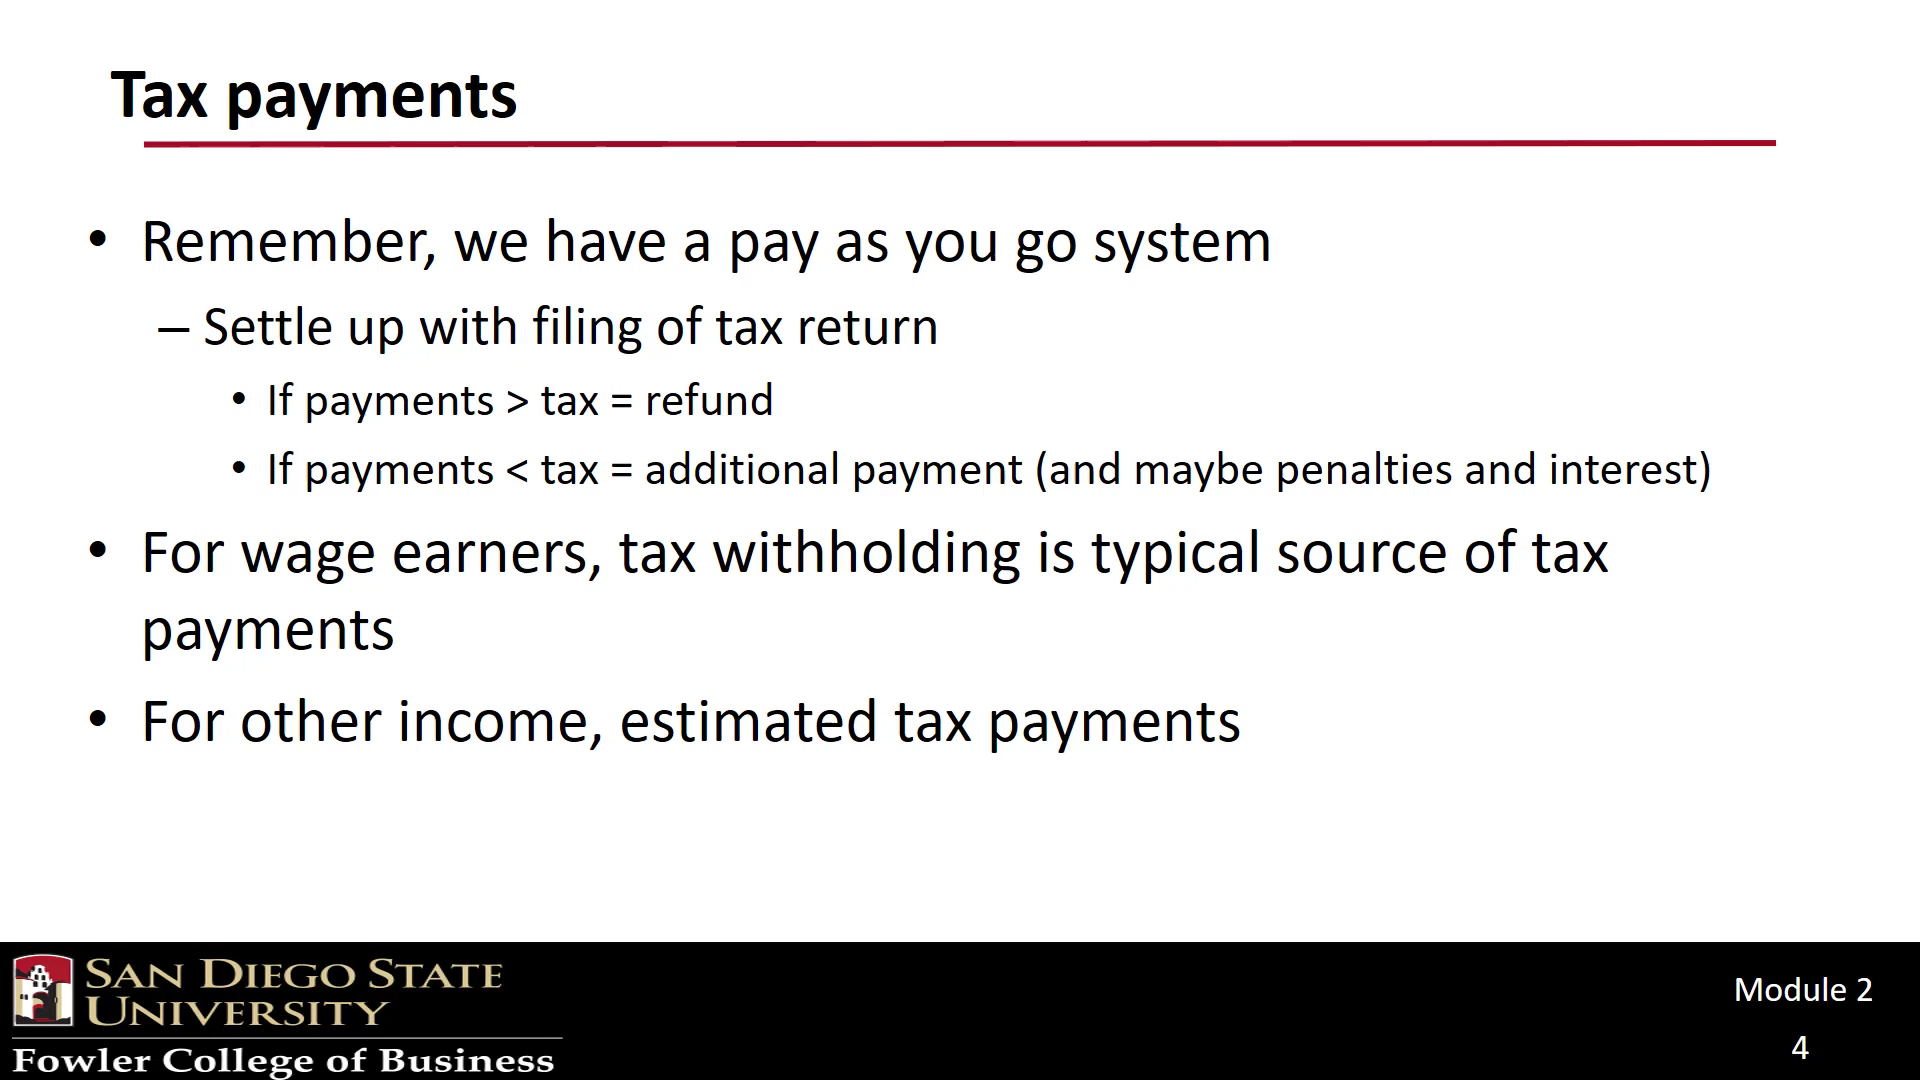 Tax payments
• Remember, we have a pay as you go system
– Settle up with filing of tax return
• If payments > tax = refund
• If payments < tax = additional payment (and maybe penalties and interest)
• For wage earners, tax withholding is typical source of tax
payments
• For other income, estimated tax payments
SAN DIEGO STATE
UNIVERSITY
Fowler College of Business
Module 2
4